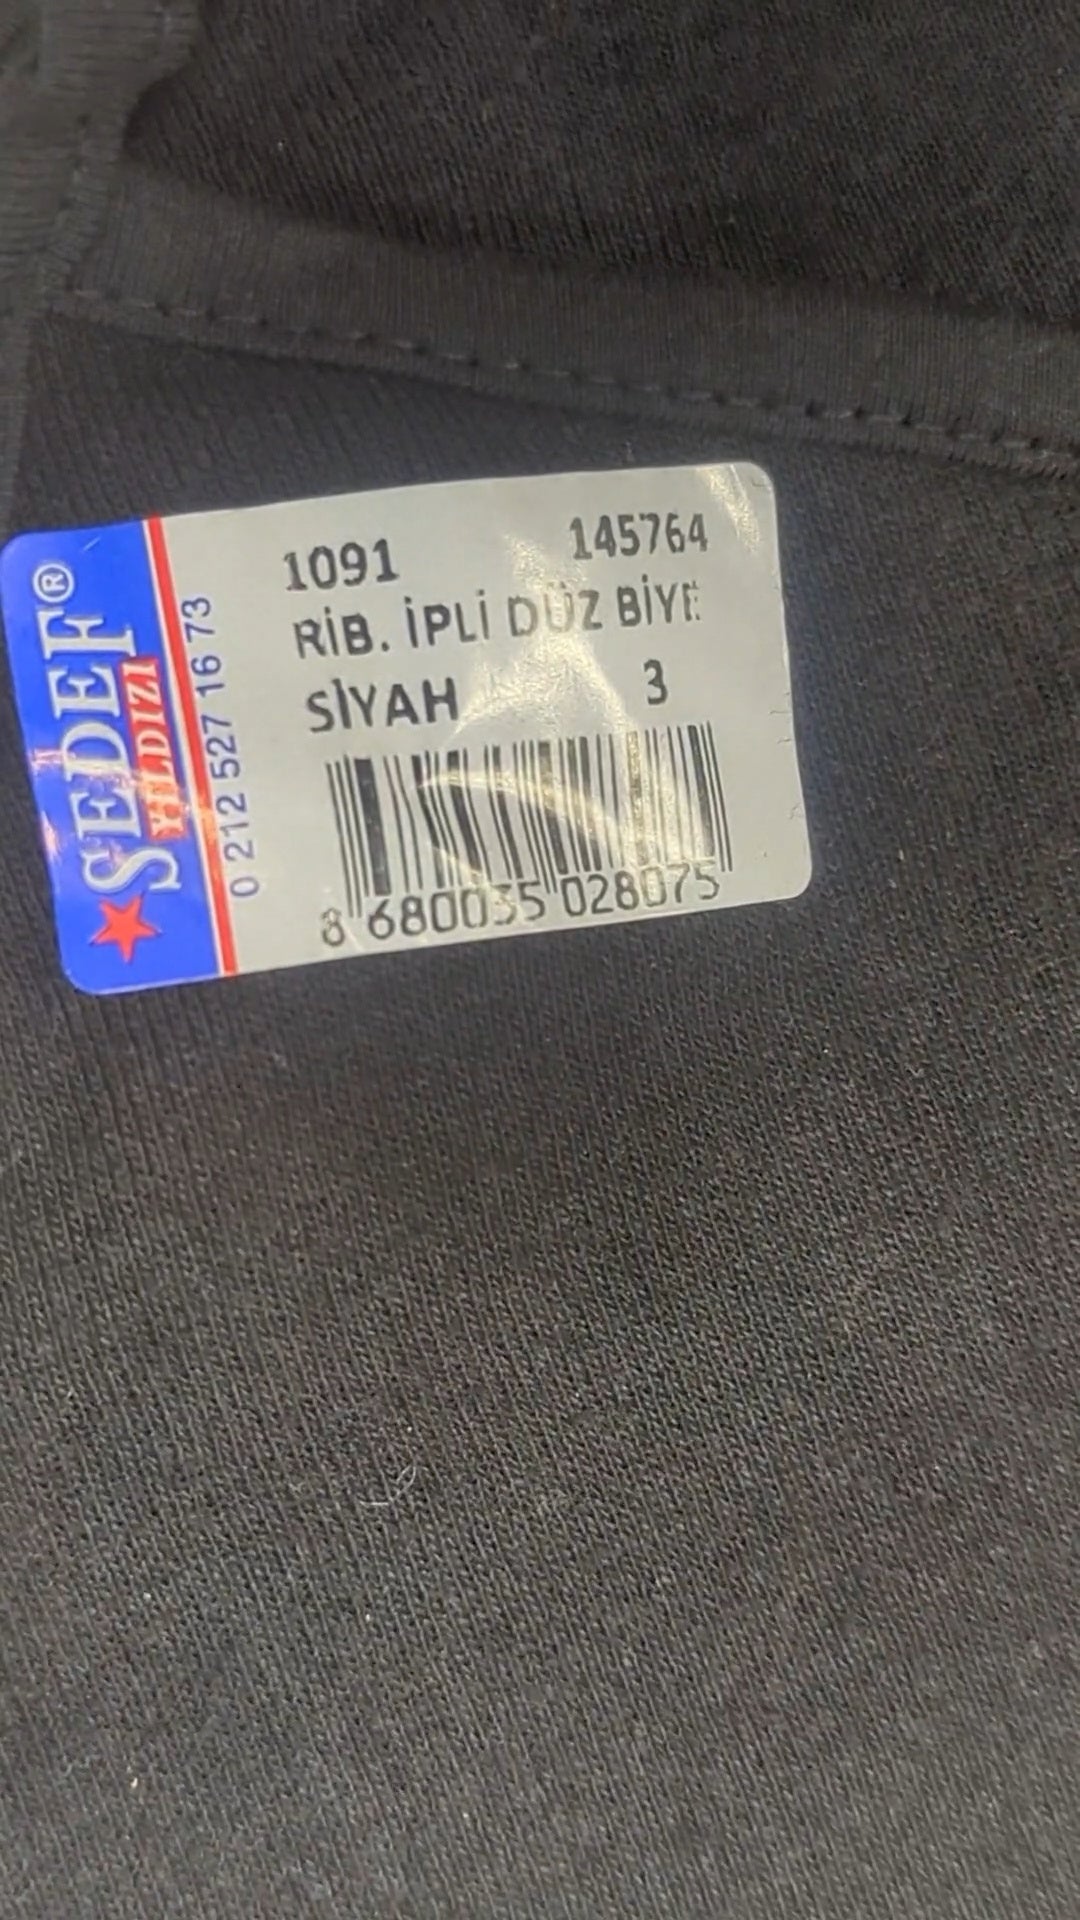 SEDEF®
YILDIZI
0 212 527 16 73
1091 145764
RİB. İPLİ DÜZ BİYE
SİYAH 3
8 680035 028075